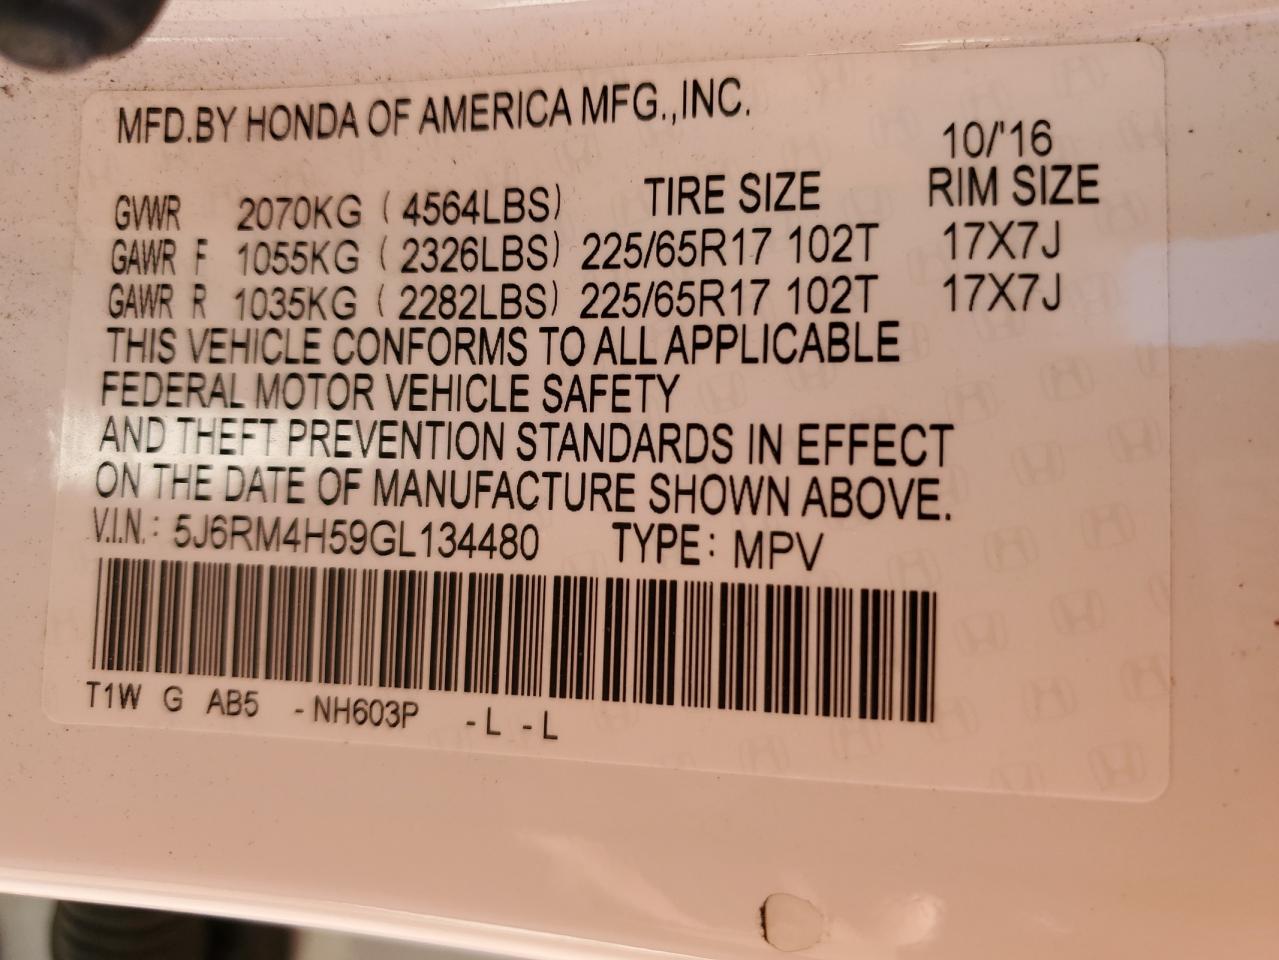 MFD.BY HONDA OF AMERICA MFG.,INC.
10/'16
GVWR 2070KG ( 4564LBS) TIRE SIZE RIM SIZE
GAWR F 1055KG ( 2326LBS) 225/65R17 102T 17X7J
GAWR R 1035KG ( 2282LBS) 225/65R17 102T 17X7J
THIS VEHICLE CONFORMS TO ALL APPLICABLE
FEDERAL MOTOR VEHICLE SAFETY
AND THEFT PREVENTION STANDARDS IN EFFECT
ON THE DATE OF MANUFACTURE SHOWN ABOVE.
V.I.N.: 5J6RM4H59GL134480 TYPE: MPV
T1W G AB5 -NH603P -L -L